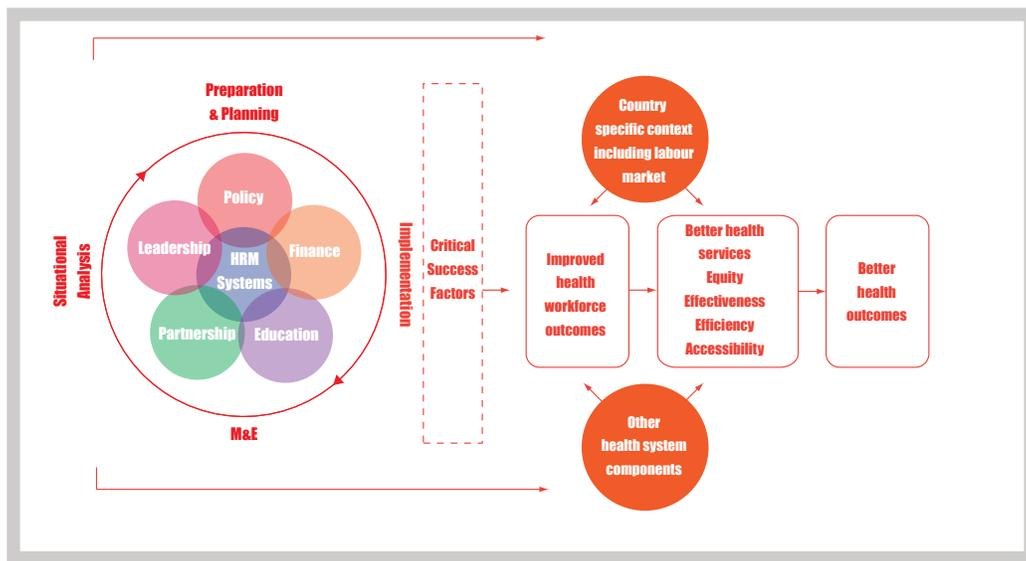 Preparation
& Planning
Situational
Analysis
Policy
Leadership
Finance
HRM
Systems
Partnership
Education
Implementation
M&E
Critical
Success
Factors
Country
specific context
including labour
market
Improved
health
workforce
outcomes
Better health
services
Equity
Effectiveness
Efficiency
Accessibility
Better
health
outcomes
Other
health system
components